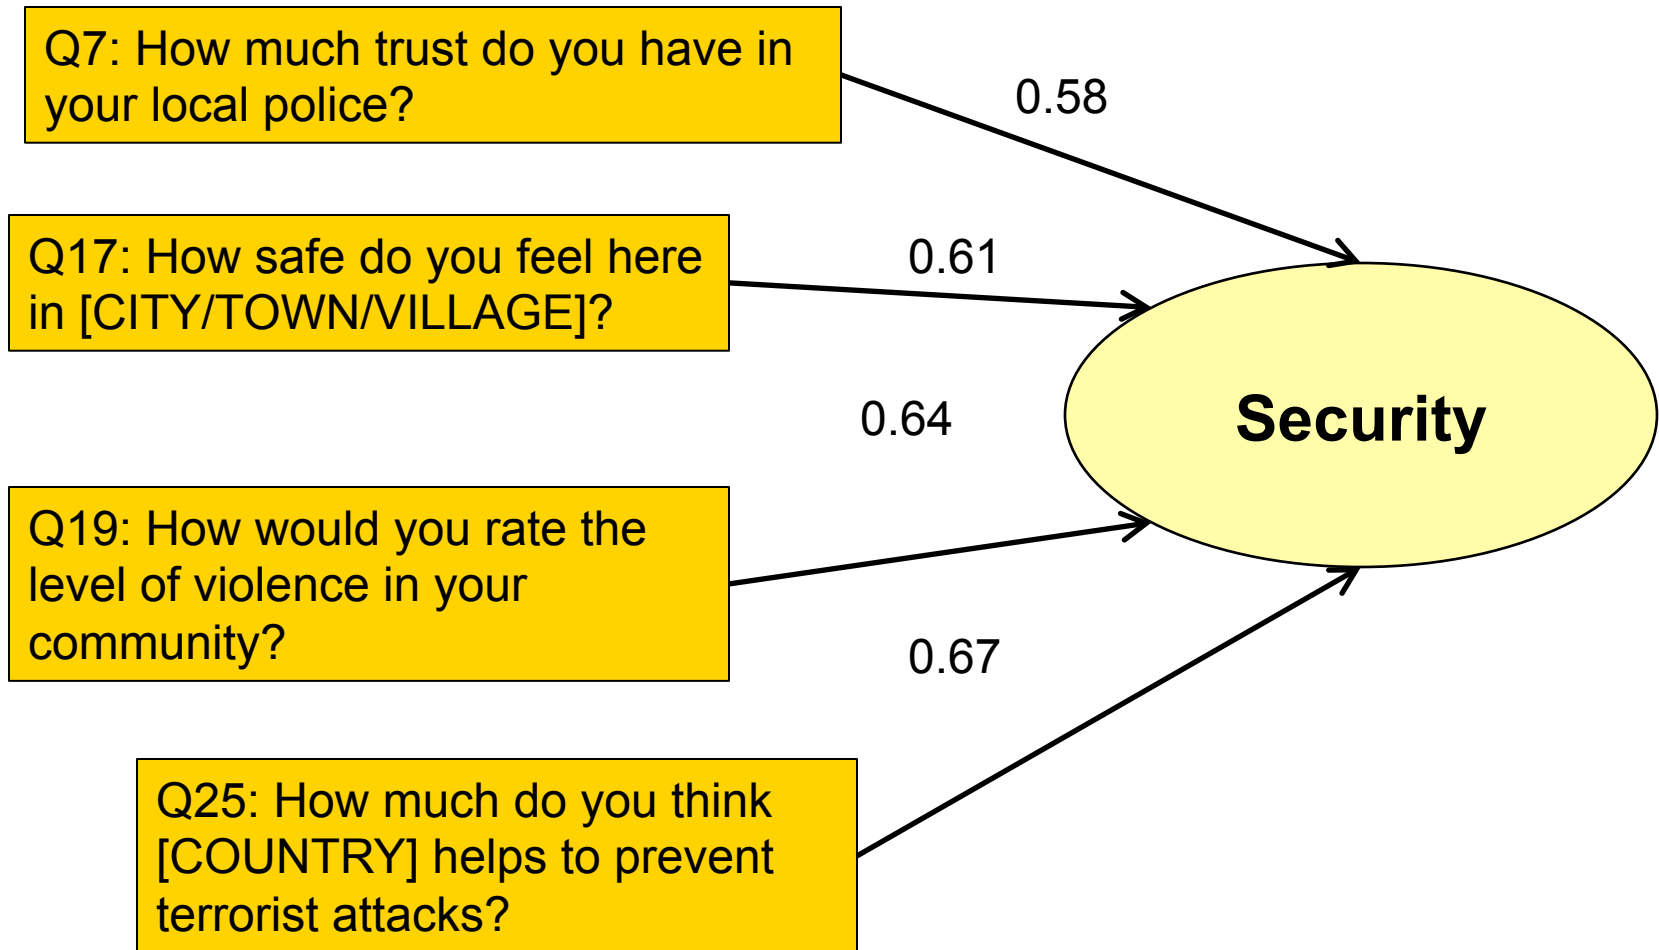 Q7: How much trust do you have in
your local police?
0.58
Q17: How safe do you feel here
in [CITY/TOWN/VILLAGE]?
0.61
0.64
Security
Q19: How would you rate the
level of violence in your
community?
0.67
Q25: How much do you think
[COUNTRY] helps to prevent
terrorist attacks?